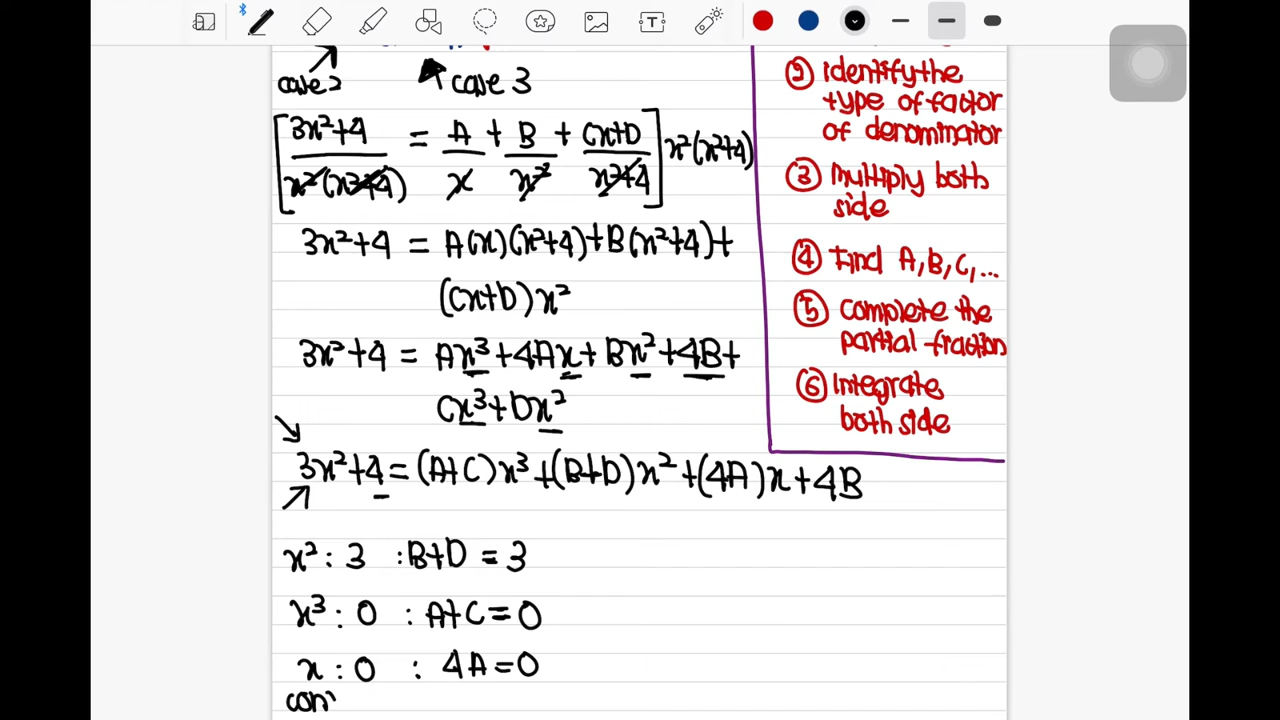 case 2
case 3
[3x²+4 / x²(x²+4) = A/x + B/x² + Cx+D / x²+4] x²(x²+4)
3x²+4 = A(x)(x²+4)+B(x²+4)+
(Cx+D)x²
3x²+4 = Ax³+4Ax+Bx²+4B+
Cx³+Dx²
3x²+4=(A+C)x³+(B+D)x²+(4A)x+4B
x² : 3 : B+D = 3
x³ : 0 : A+C = 0
x : 0 : 4A = 0
con
② identify the
type of factor
of denominator
③ multiply both
side
④ Find A, B, C, ...
⑤ complete the
partial fraction
⑥ integrate
both side
T